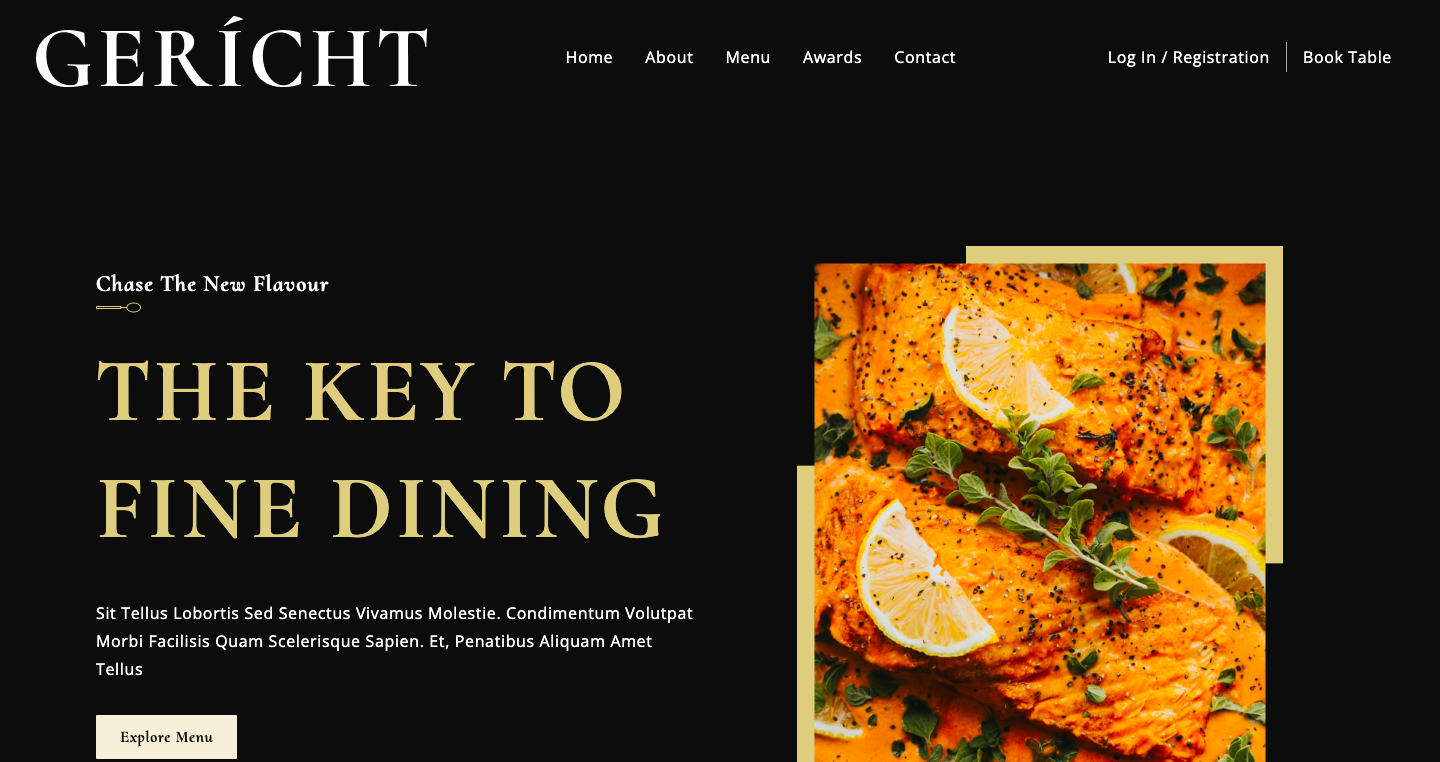 GERÍCHT
Home About Menu Awards Contact
Log In / Registration Book Table
Chase The New Flavour
THE KEY TO
FINE DINING
Sit Tellus Lobortis Sed Senectus Vivamus Molestie. Condimentum Volutpat
Morbi Facilisis Quam Scelerisque Sapien. Et, Penatibus Aliquam Amet
Tellus
Explore Menu